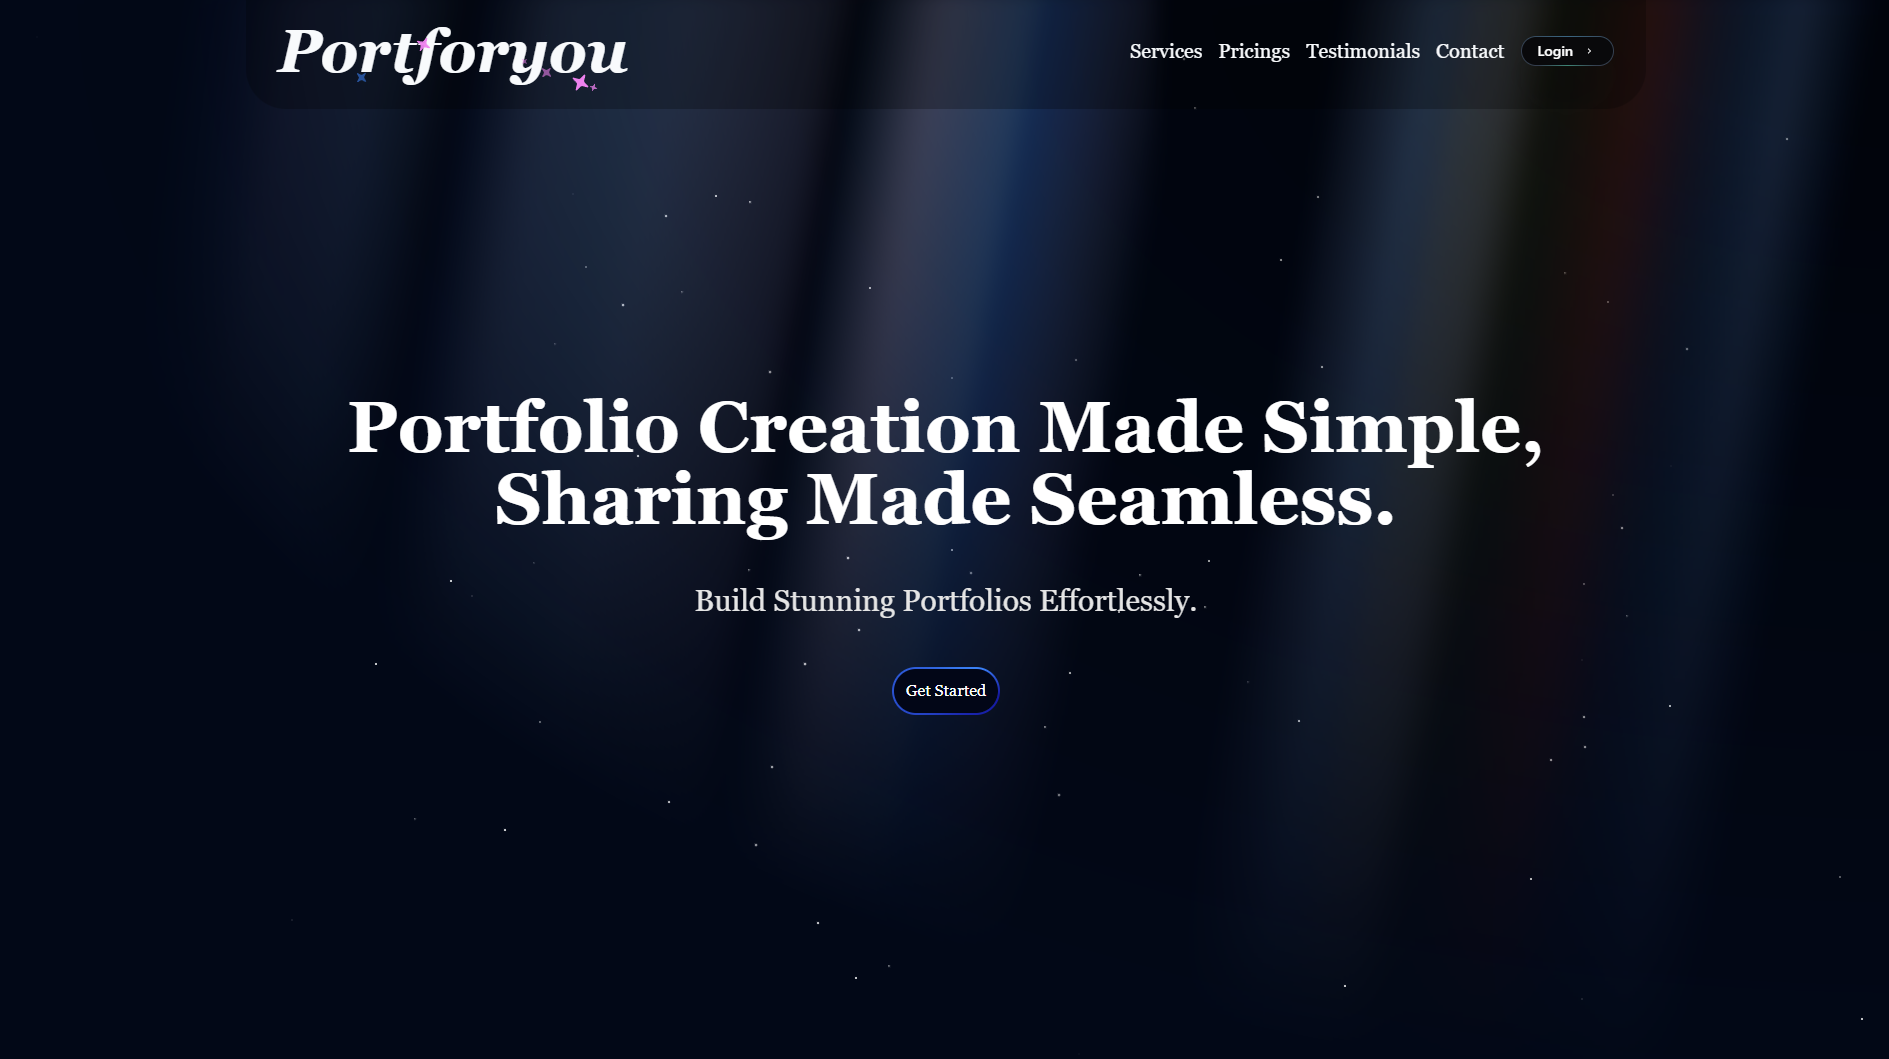 Portforyou
Services Pricings Testimonials Contact Login
Portfolio Creation Made Simple,
Sharing Made Seamless.
Build Stunning Portfolios Effortlessly.
Get Started